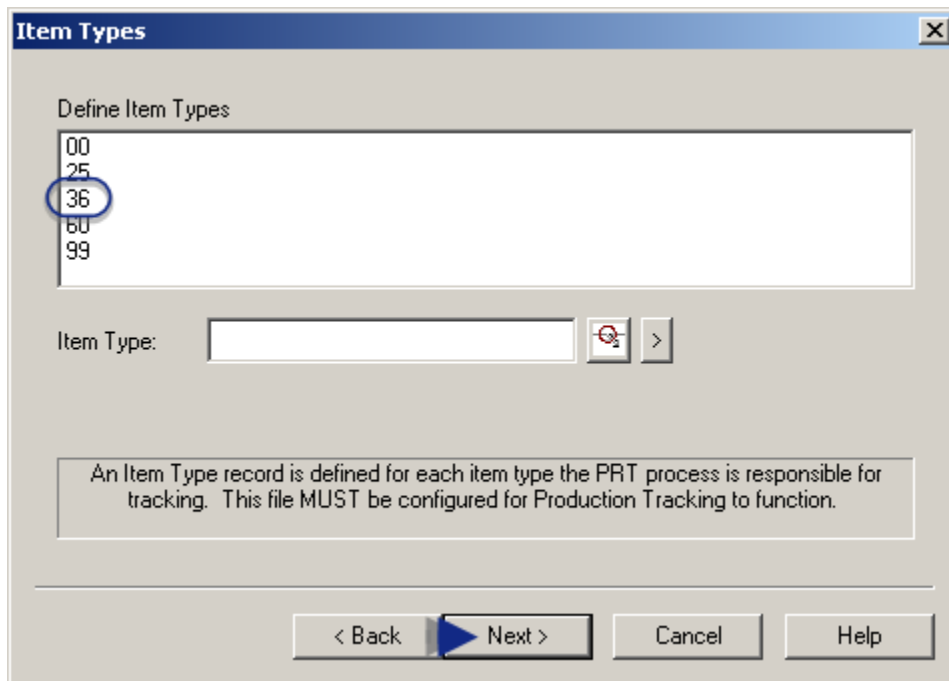 Item Types
Define Item Types
00
25
36
60
99
Item Type:
>
An Item Type record is defined for each item type the PRT process is responsible for
tracking. This file MUST be configured for Production Tracking to function.
< Back Next > Cancel Help